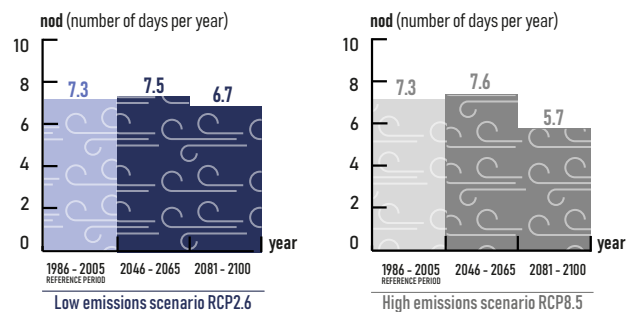 nod (number of days per year)
10
8
6
4
2
0
7.3
7.5
6.7
year
1986 - 2005
REFERENCE PERIOD
2046 - 2065
2081 - 2100
Low emissions scenario RCP2.6
nod (number of days per year)
10
8
6
4
2
0
7.3
7.6
5.7
year
1986 - 2005
REFERENCE PERIOD
2046 - 2065
2081 - 2100
High emissions scenario RCP8.5